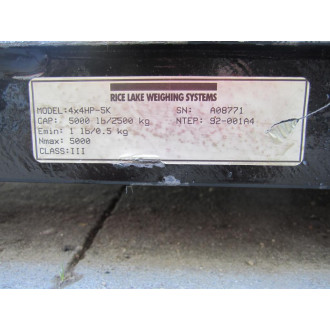 RICE LAKE WEIGHING SYSTEMS
MODEL:4x4HP-5K SN: A08771
CAP: 5000 lb/2500 kg NTEP: 92-001A4
Emin: 1 lb/0.5 kg
Nmax: 5000
CLASS:III